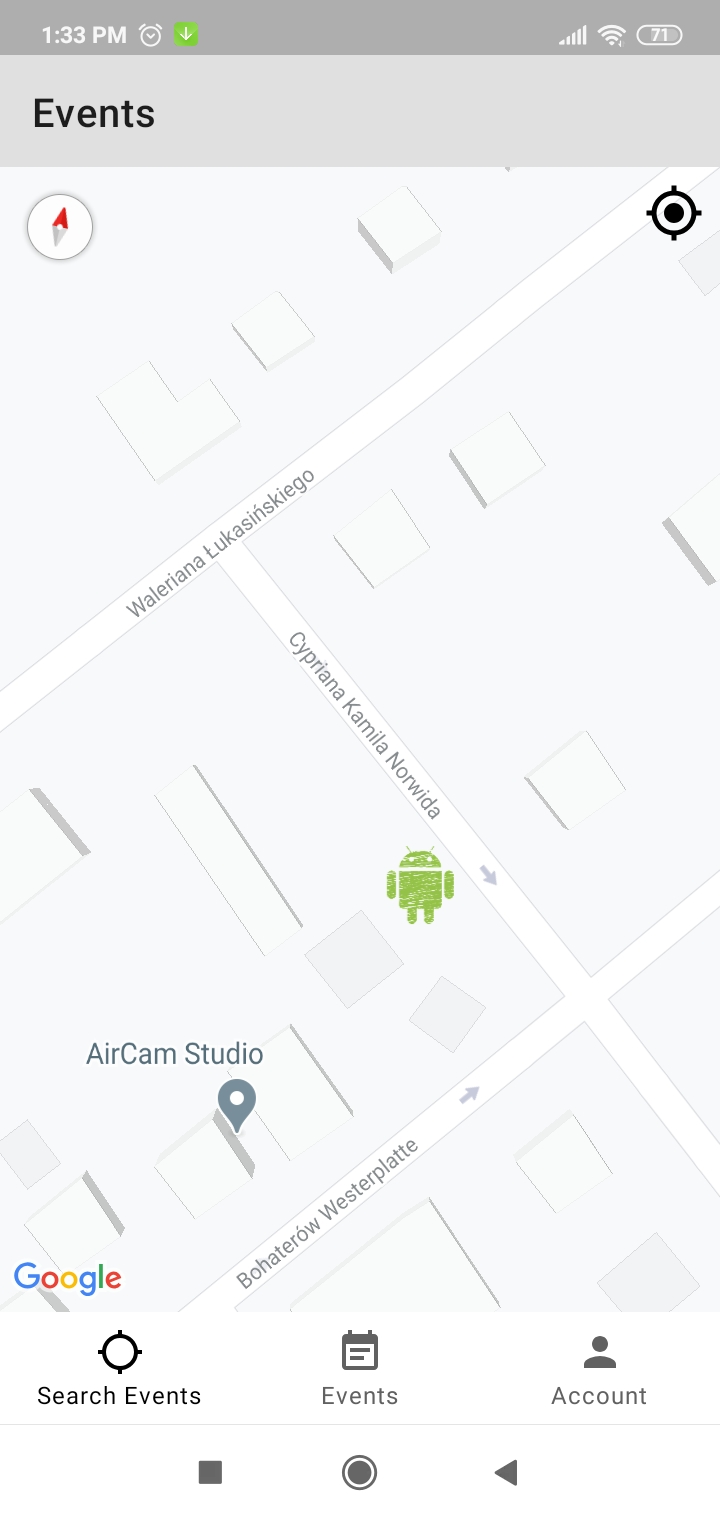 1:33 PM
71
Events
Waleriana Łukasińskiego
Cypriana Kamila Norwida
AirCam Studio
Bohaterów Westerplatte
Google
Search Events
Events
Account